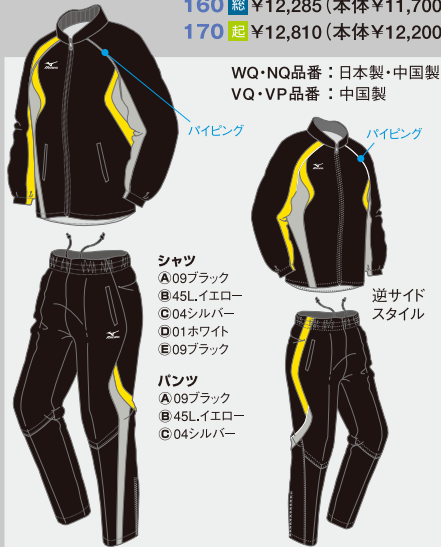 160 総 ¥12,285(本体¥11,700
170 起 ¥12,810(本体¥12,200
WQ・NQ品番：日本製・中国製
VQ・VP品番：中国製
パイピング
パイピング
シャツ
Ⓐ09ブラック
Ⓑ45L.イエロー
Ⓒ04シルバー
Ⓓ01ホワイト
Ⓔ09ブラック
逆サイド
スタイル
パンツ
Ⓐ09ブラック
Ⓑ45L.イエロー
Ⓒ04シルバー